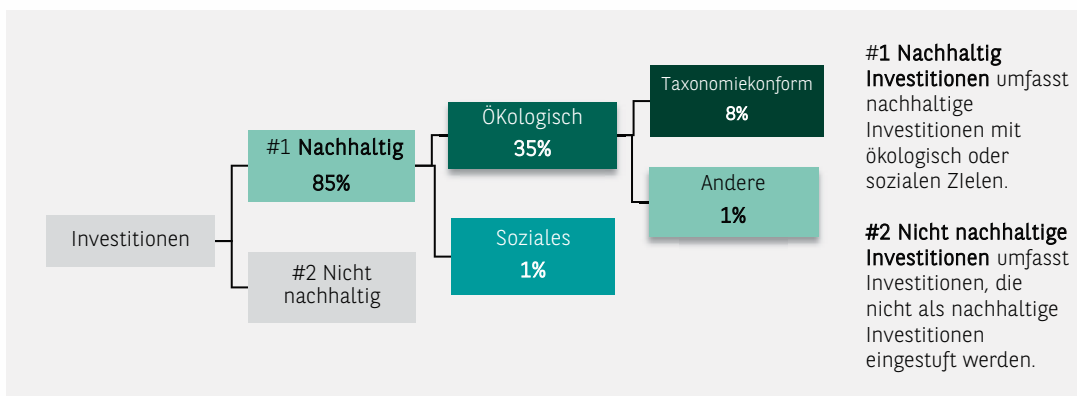 Investitionen
#1 Nachhaltig
85%
#2 Nicht
nachhaltig
ÖKologisch
35%
Soziales
1%
Taxonomiekonform
8%
Andere
1%
#1 Nachhaltig
Investitionen umfasst
nachhaltige
Investitionen mit
ökologisch oder
sozialen ZIelen.
#2 Nicht nachhaltige
Investitionen umfasst
Investitionen, die
nicht als nachhaltige
Investitionen
eingestuft werden.